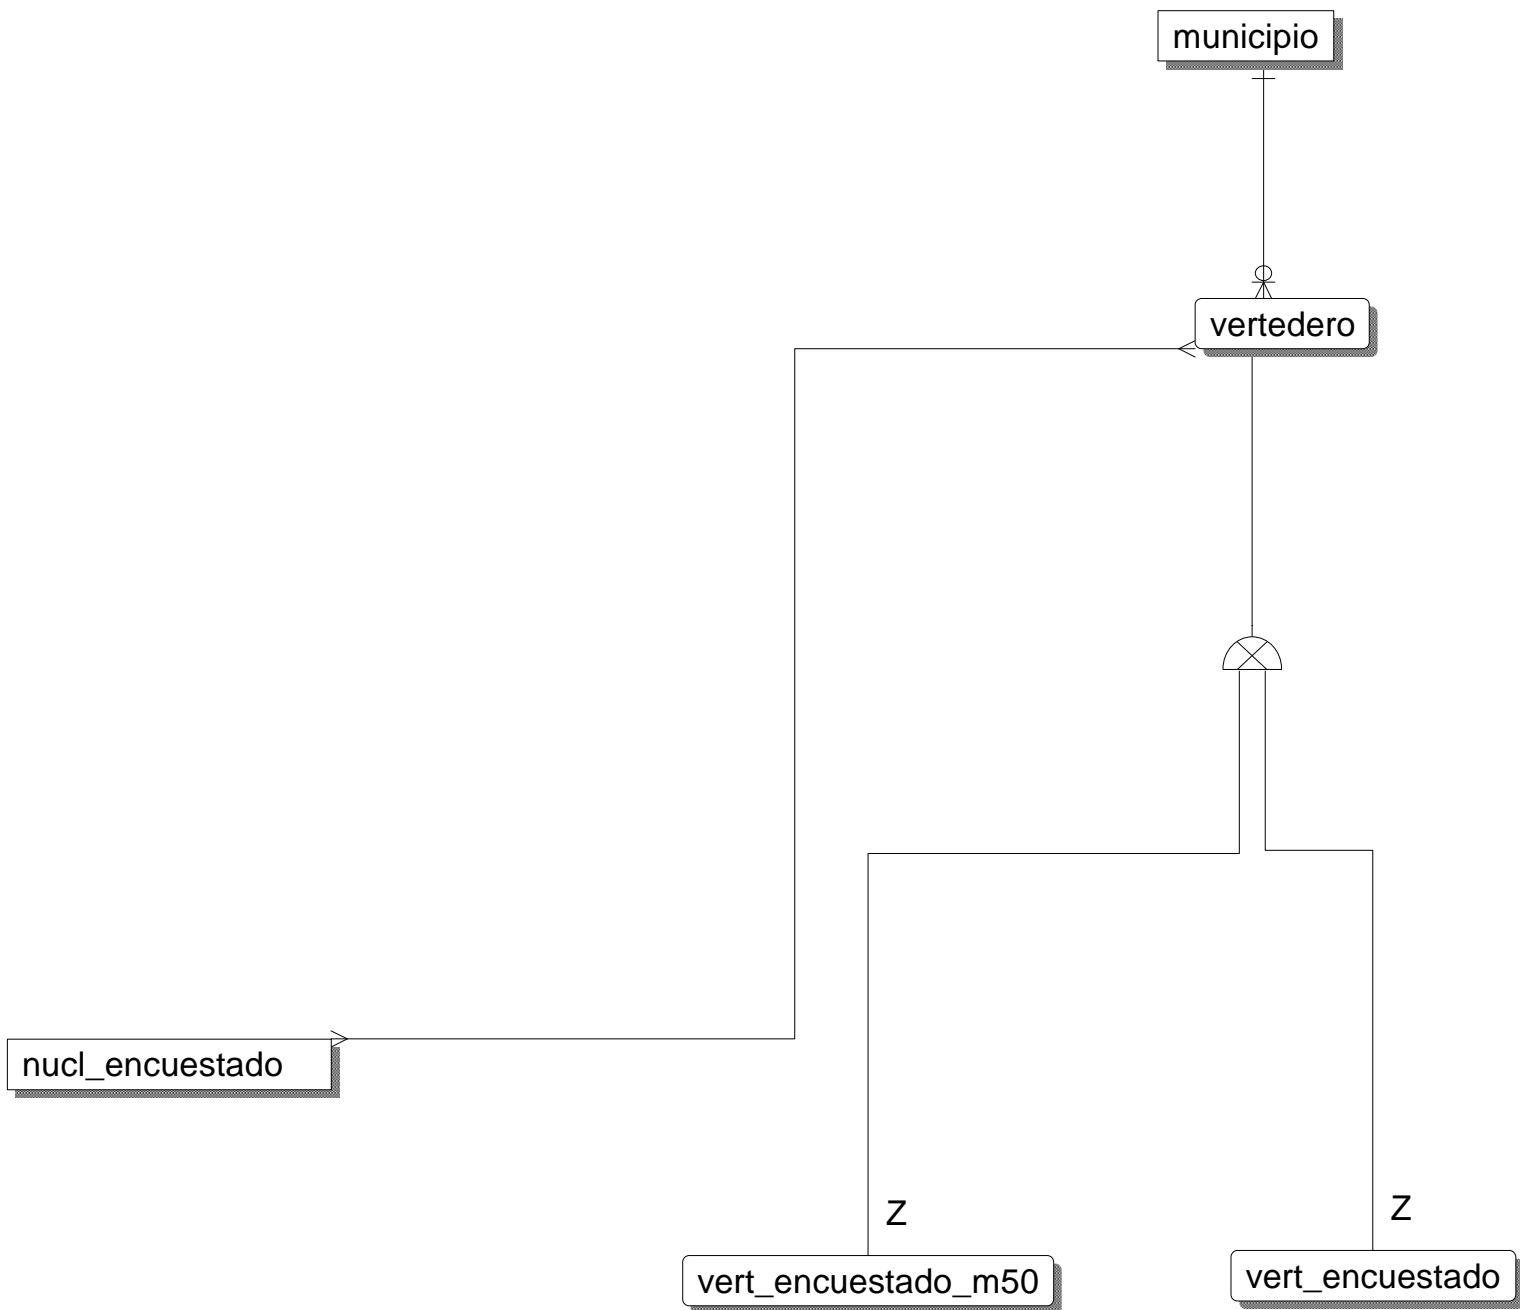 municipio
vertedero
nucl_encuestado
Z
Z
vert_encuestado_m50
vert_encuestado